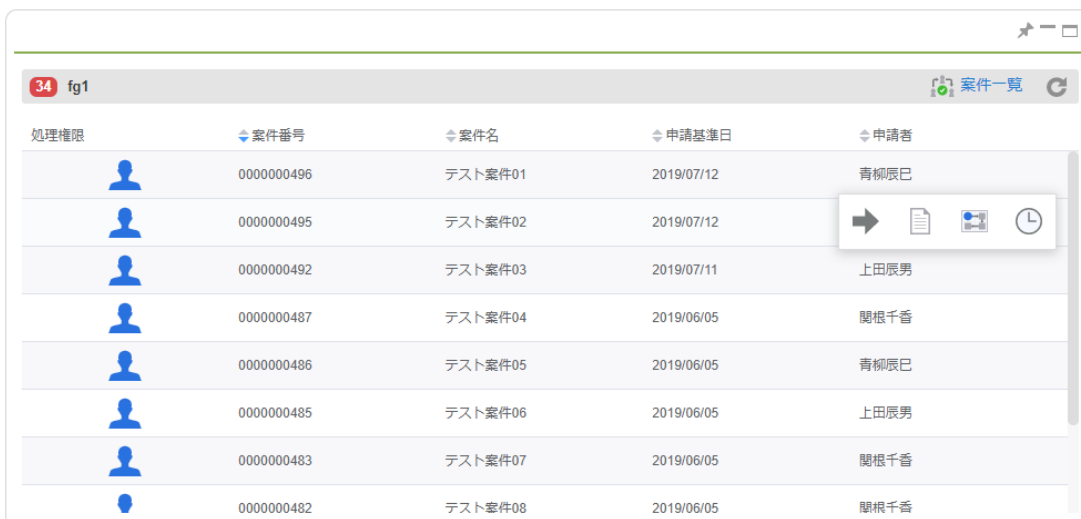 34 fg1 案件一覧
処理権限 案件番号 案件名 申請基準日 申請者
0000000496 テスト案件01 2019/07/12 青柳辰巳
0000000495 テスト案件02 2019/07/12
0000000492 テスト案件03 2019/07/11 上田辰男
0000000487 テスト案件04 2019/06/05 関根千香
0000000486 テスト案件05 2019/06/05 青柳辰巳
0000000485 テスト案件06 2019/06/05 上田辰男
0000000483 テスト案件07 2019/06/05 関根千香
0000000482 テスト案件08 2019/06/05 関根千香